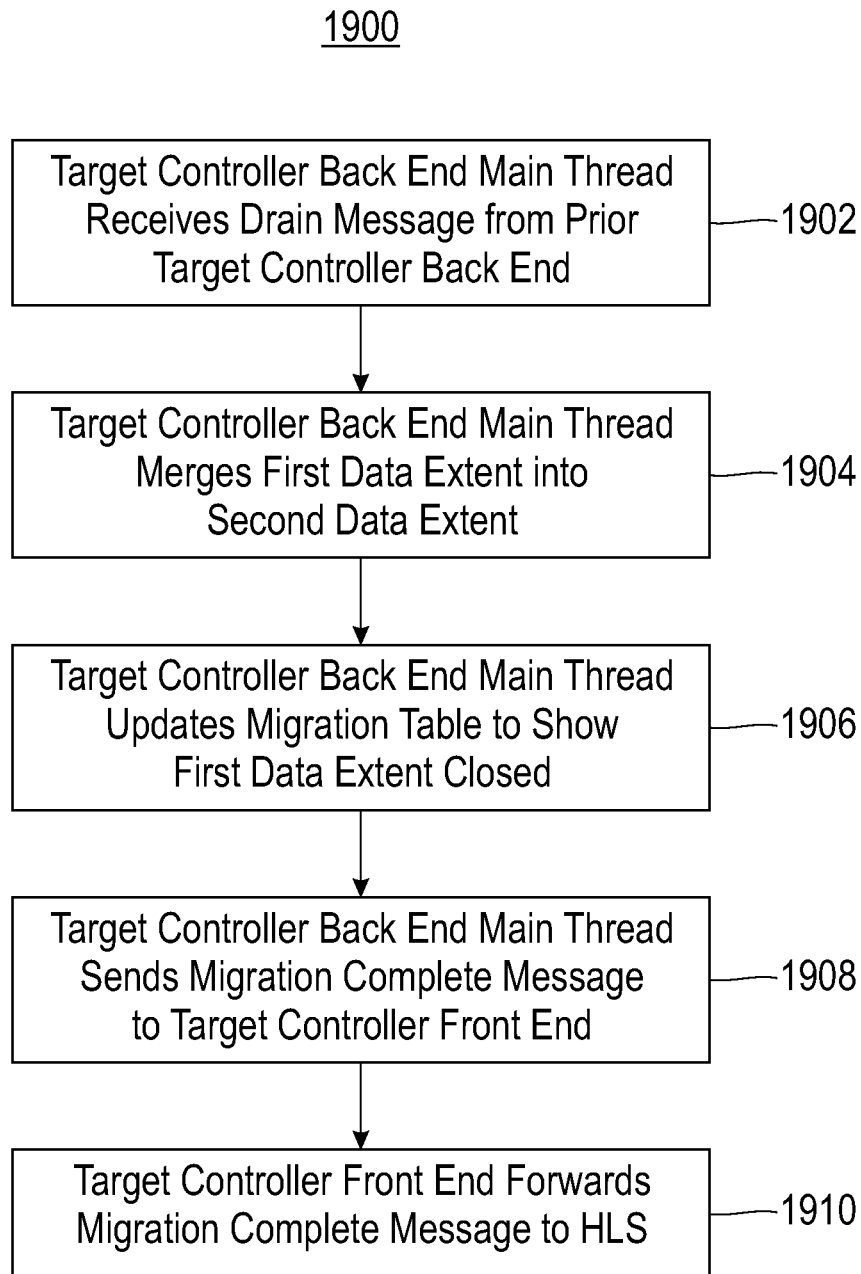 1900
Target Controller Back End Main Thread
Receives Drain Message from Prior
Target Controller Back End
1902
Target Controller Back End Main Thread
Merges First Data Extent into
Second Data Extent
1904
Target Controller Back End Main Thread
Updates Migration Table to Show
First Data Extent Closed
1906
Target Controller Back End Main Thread
Sends Migration Complete Message
to Target Controller Front End
1908
Target Controller Front End Forwards
Migration Complete Message to HLS
1910